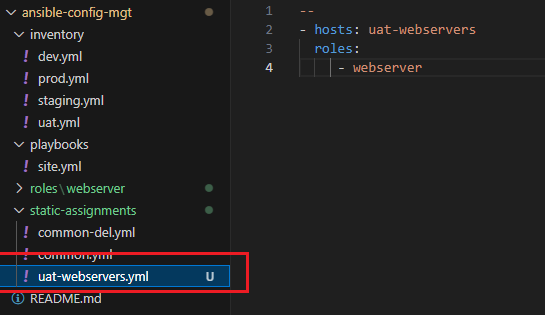 ansible-config-mgt
inventory
! dev.yml
! prod.yml
! staging.yml
! uat.yml
playbooks
! site.yml
roles\webserver
static-assignments
! common-del.yml
! common.yml
! uat-webservers.yml U
README.md
1 --
2 - hosts: uat-webservers
3 roles:
4 - webserver